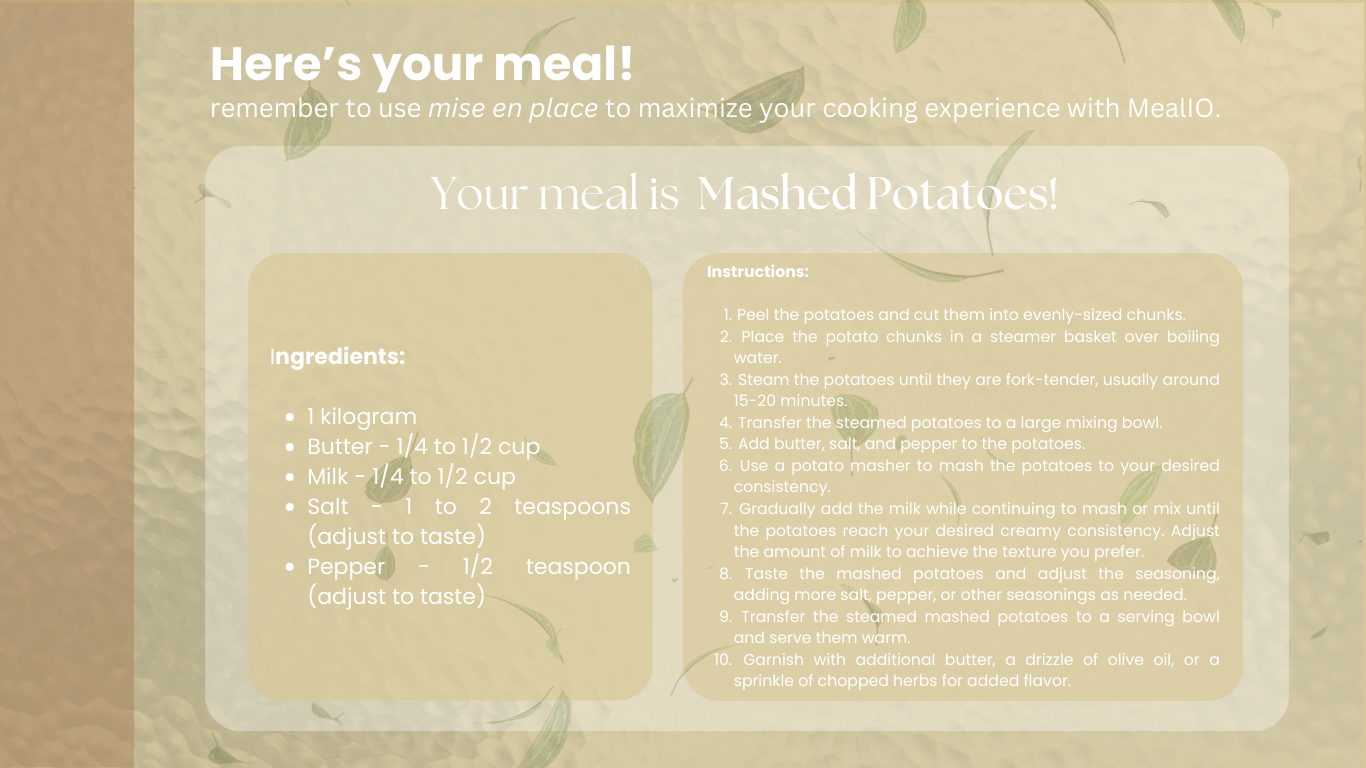 Here's your meal!
remember to use mise en place to maximize your cooking experience with MealIO.
Your meal is Mashed Potatoes!
Ingredients:
• 1 kilogram
• Butter - 1/4 to 1/2 cup
• Milk - 1/4 to 1/2 cup
• Salt - 1 to 2 teaspoons
(adjust to taste)
• Pepper - 1/2 teaspoon
(adjust to taste)
Instructions:
1. Peel the potatoes and cut them into evenly-sized chunks.
2. Place the potato chunks in a steamer basket over boiling
water.
3. Steam the potatoes until they are fork-tender, usually around
15-20 minutes.
4. Transfer the steamed potatoes to a large mixing bowl.
5. Add butter, salt, and pepper to the potatoes.
6. Use a potato masher to mash the potatoes to your desired
consistency.
7. Gradually add the milk while continuing to mash or mix until
the potatoes reach your desired creamy consistency. Adjust
the amount of milk to achieve the texture you prefer.
8. Taste the mashed potatoes and adjust the seasoning,
adding more salt, pepper, or other seasonings as needed.
9. Transfer the steamed mashed potatoes to a serving bowl
and serve them warm.
10. Garnish with additional butter, a drizzle of olive oil, or a
sprinkle of chopped herbs for added flavor.